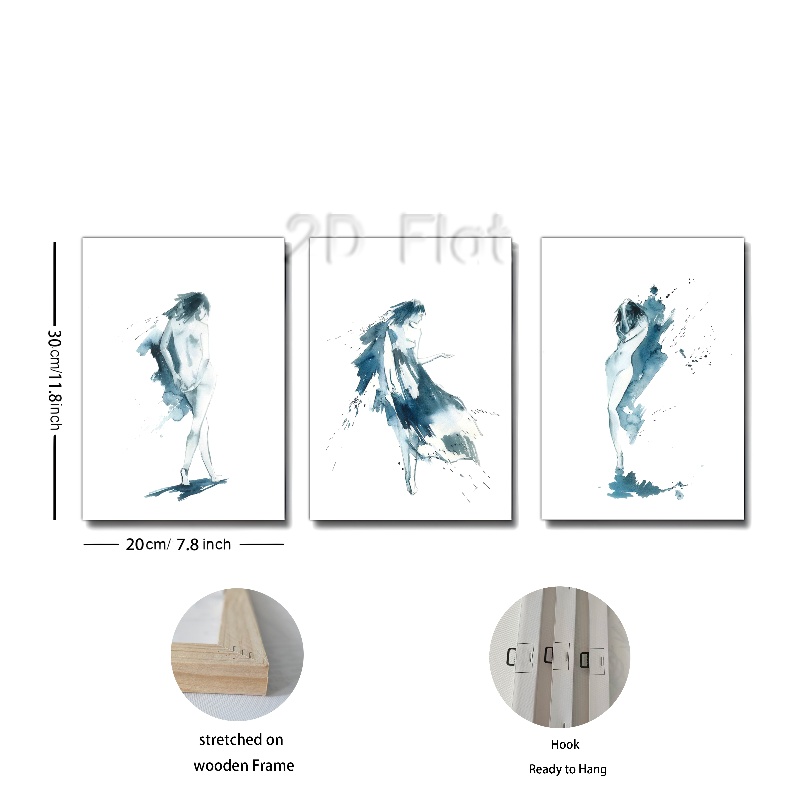 2D Flat
30cm/11.8inch
20cm/ 7.8 inch
stretched on
wooden Frame
Hook
Ready to Hang